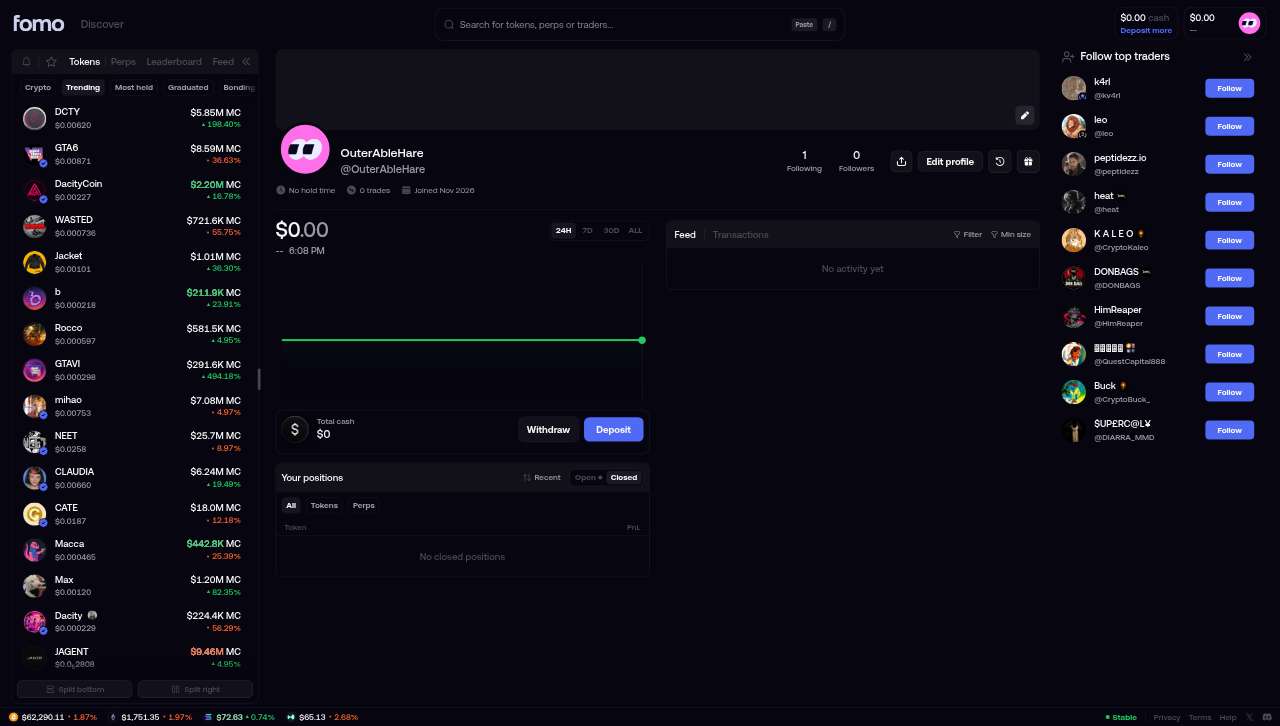 fomo
Discover
Search for tokens, perps or traders...
Paste
/
$0.00 cash
Deposit more
$0.00
—
Tokens
Perps
Leaderboard
Feed
Crypto
Trending
Most held
Graduated
Bonding
DCTY
$0.00620
$5.85M MC
198.40%
GTA6
$0.00871
$8.59M MC
36.63%
DacityCoin
$0.00227
$2.20M MC
16.78%
WASTED
$0.000736
$721.6K MC
55.75%
Jacket
$0.00101
$1.01M MC
36.30%
b
$0.000218
$211.9K MC
23.91%
Rocco
$0.000597
$581.5K MC
4.95%
GTAVI
$0.000298
$291.6K MC
494.18%
mihao
$0.00753
$7.08M MC
4.97%
NEET
$0.0258
$25.7M MC
8.97%
CLAUDIA
$0.00660
$6.24M MC
19.49%
CATE
$0.0187
$18.0M MC
12.18%
Macca
$0.000465
$442.8K MC
25.39%
Max
$0.00120
$1.20M MC
82.35%
Dacity
$0.000229
$224.4K MC
56.29%
JAGENT
$0.0₅2808
$9.46M MC
4.95%
Split bottom
Split right
OuterAbleHare
@OuterAbleHare
1
Following
0
Followers
Edit profile
No hold time
0 trades
Joined Nov 2026
$0.00
-- 6:08 PM
24H
7D
30D
ALL
Total cash
$0
Withdraw
Deposit
Your positions
Recent
Open
Closed
All
Tokens
Perps
Token
PnL
No closed positions
Feed
Transactions
Filter
Min size
No activity yet
Follow top traders
k4rl
@kv4rl
Follow
leo
@leo
Follow
peptidezz.io
@peptidezz
Follow
heat
@heat
Follow
K A L E O
@CryptoKaleo
Follow
DONBAGS
@DONBAGS
Follow
HimReaper
@HimReaper
Follow
@QuestCapital888
Follow
Buck
@CryptoBuck_
Follow
$UP£RC@L¥
@DIARRA_MMD
Follow
$62,290.11 1.87%
$1,751.35 1.97%
$72.63 0.74%
$65.13 2.68%
Stable
Privacy
Terms
Help